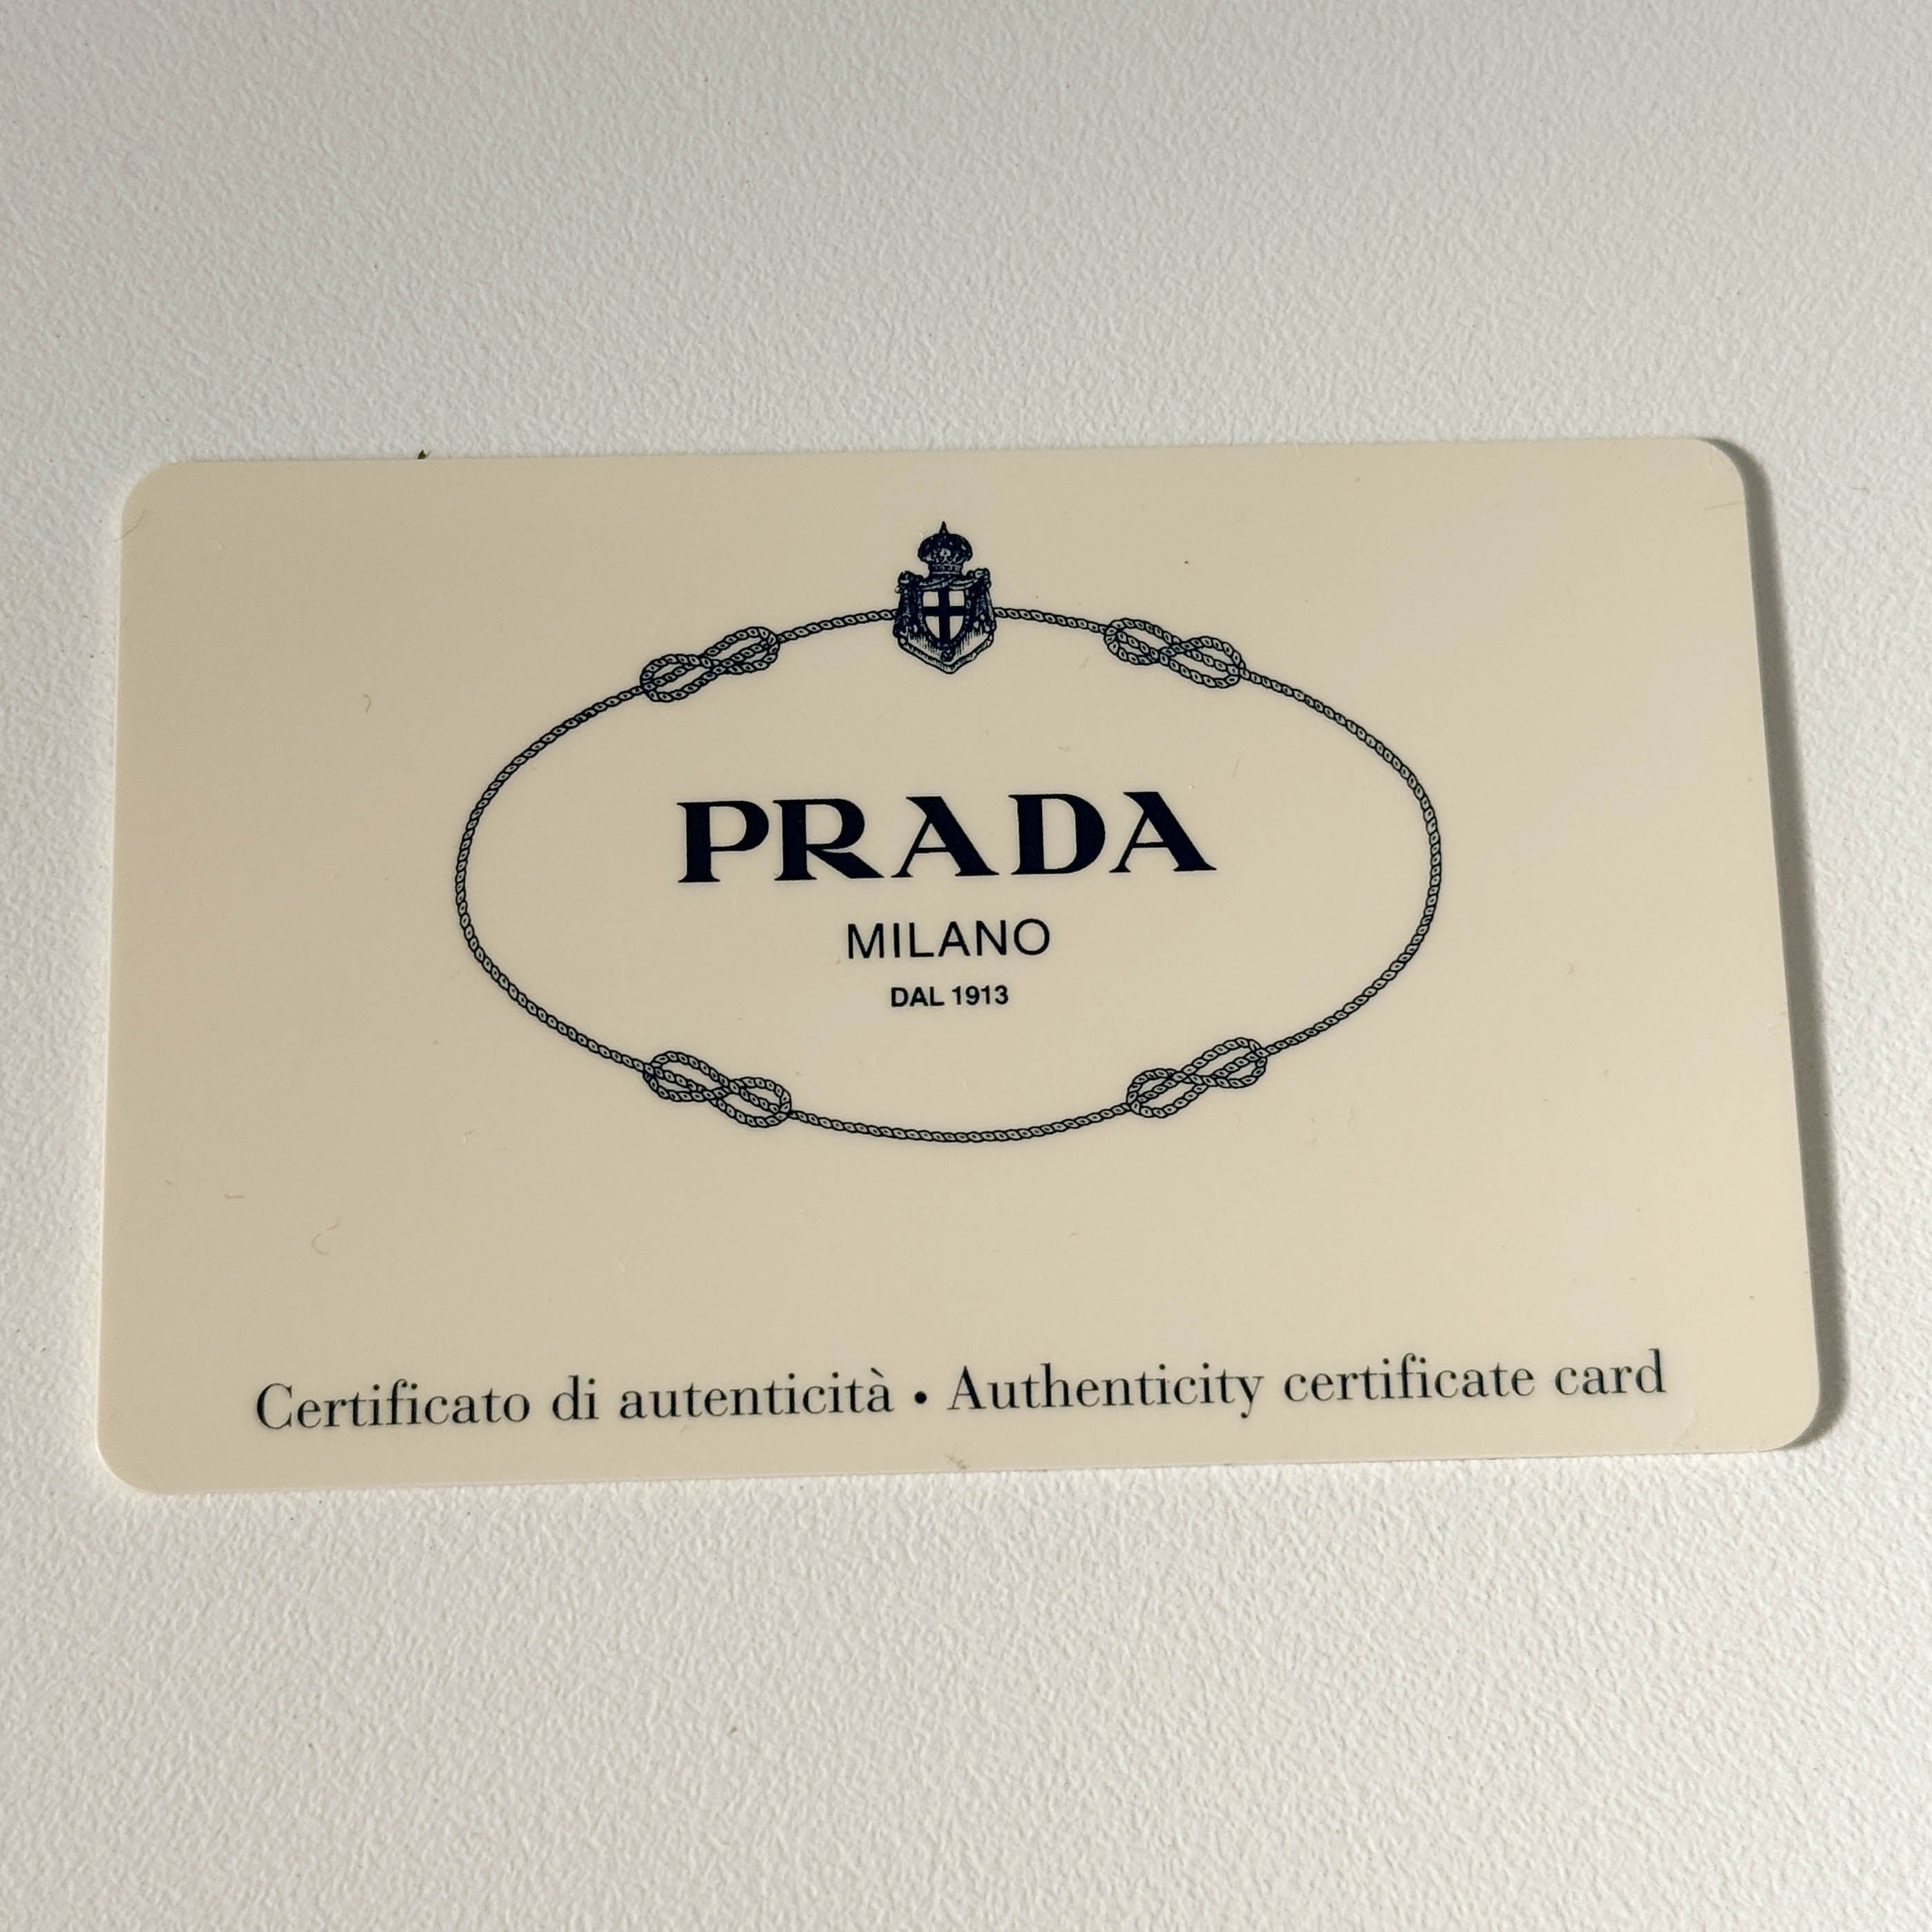 PRADA
MILANO
DAL 1913
Certificato di autenticità • Authenticity certificate card